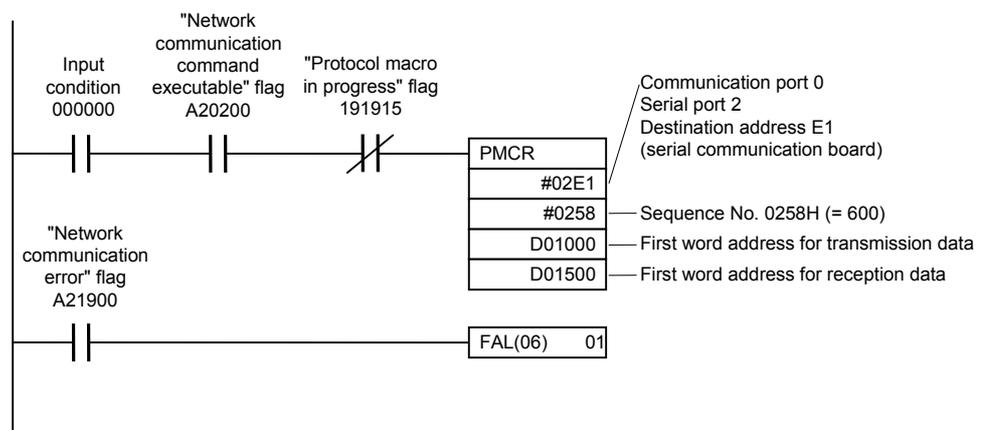 "Network
communication
command
executable" flag
A20200
Input
condition
000000
"Protocol macro
in progress" flag
191915
Communication port 0
Serial port 2
Destination address E1
(serial communication board)
PMCR
#02E1
#0258
Sequence No. 0258H (= 600)
D01000
First word address for transmission data
D01500
First word address for reception data
"Network
communication
error" flag
A21900
FAL(06) 01